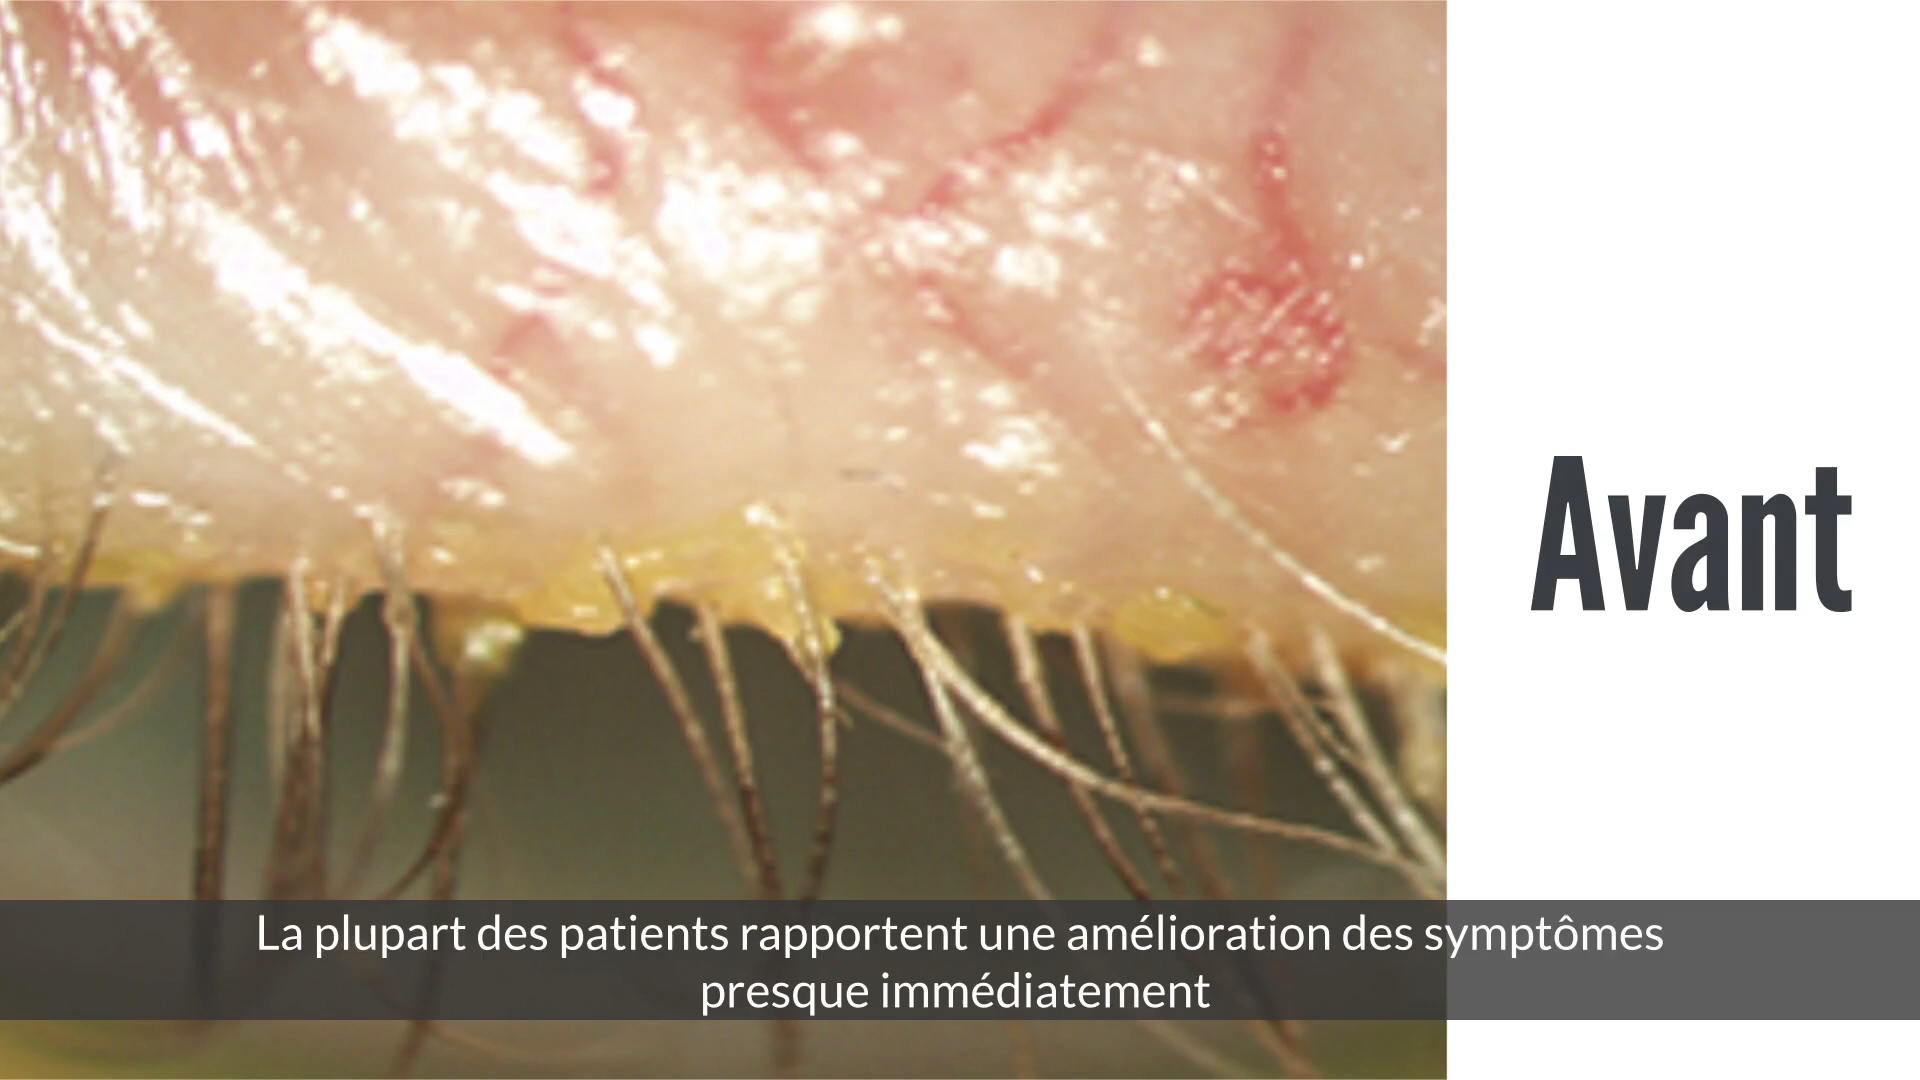 Avant
La plupart des patients rapportent une amélioration des symptômes
presque immédiatement